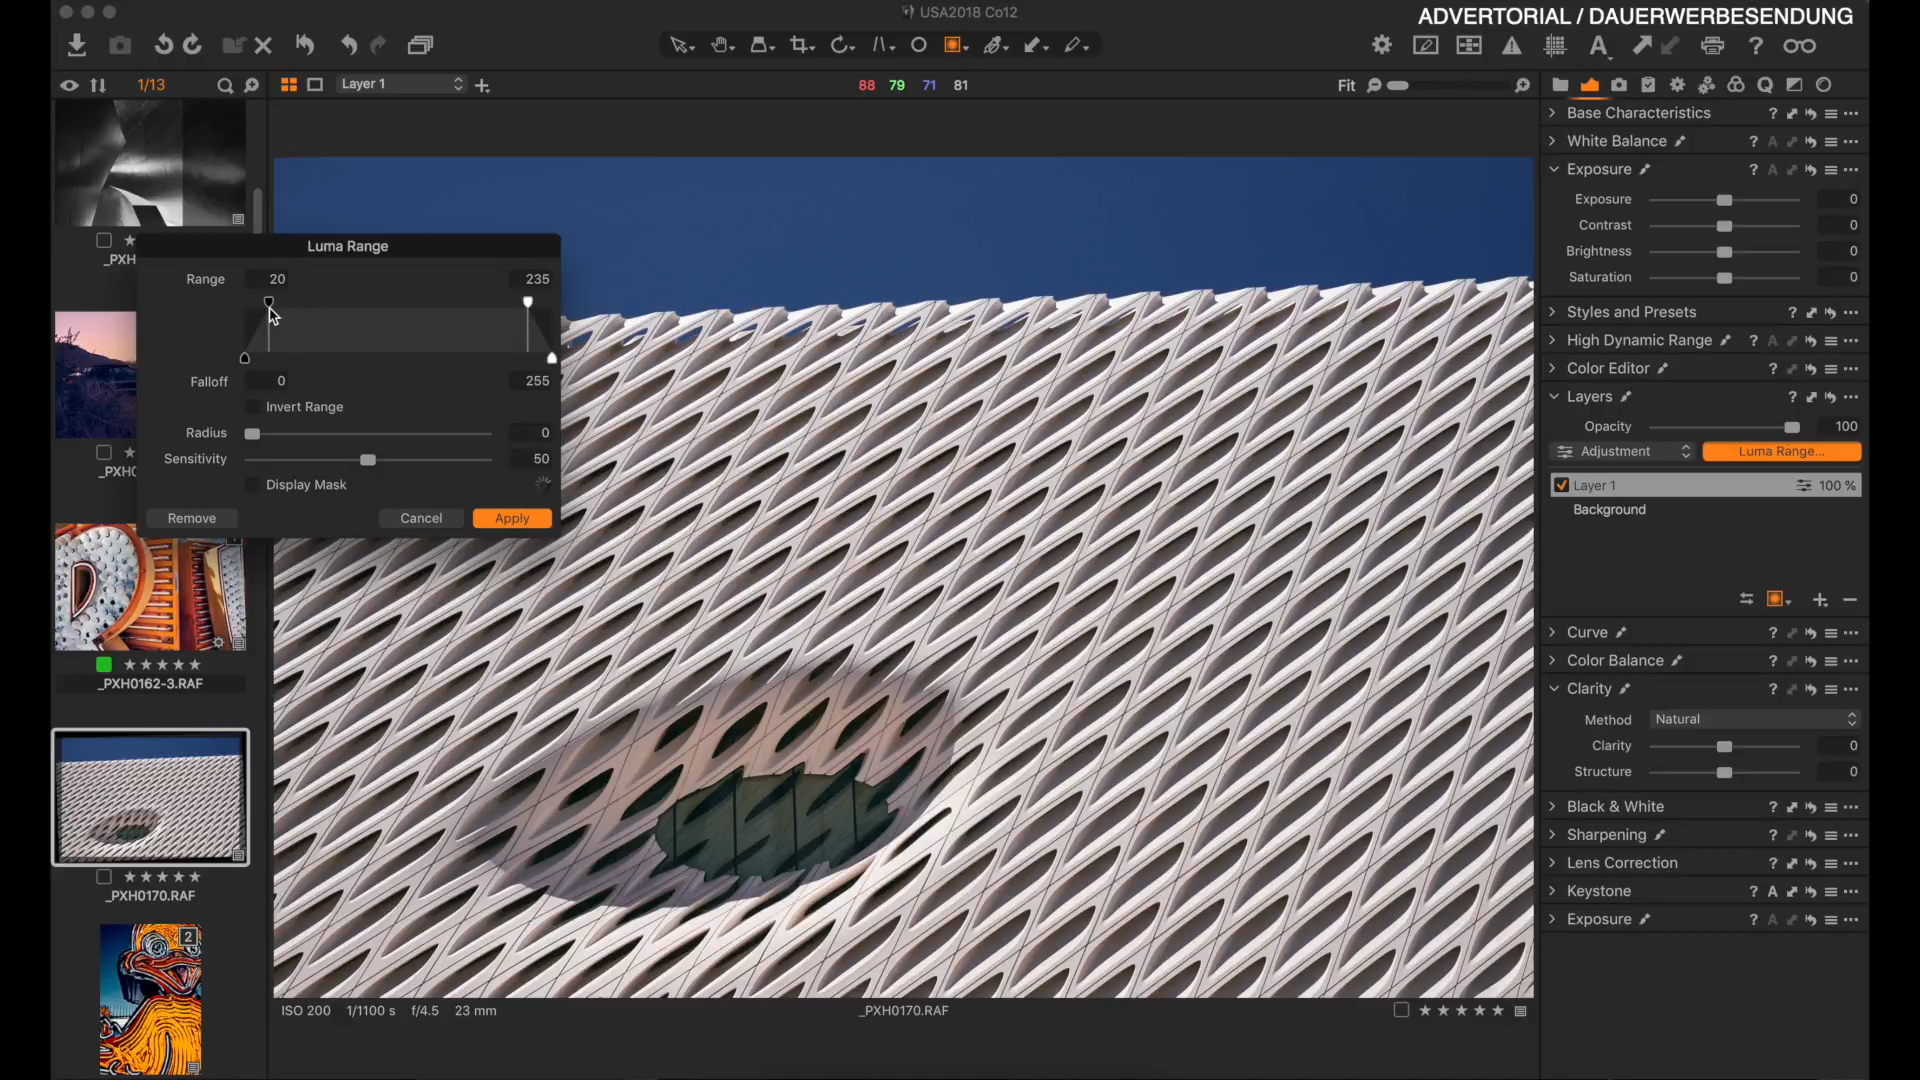 USA2018 Co12
ADVERTORIAL / DAUERWERBESENDUNG
1/13
Layer 1
88 79 71 81
Fit
Base Characteristics
White Balance
Exposure
Exposure 0
Contrast 0
Brightness 0
Saturation 0
Styles and Presets
High Dynamic Range
Color Editor
Layers
Opacity 100
Adjustment Luma Range...
Layer 1 100 %
Background
Curve
Color Balance
Clarity
Method Natural
Clarity 0
Structure 0
Black & White
Sharpening
Lens Correction
Keystone
Exposure
Luma Range
Range 20 235
Falloff 0 255
Invert Range
Radius 0
Sensitivity 50
Display Mask
Remove Cancel Apply
_PXH
_PXH0162-3.RAF
_PXH0170.RAF
2
ISO 200 1/1100 s f/4.5 23 mm
_PXH0170.RAF